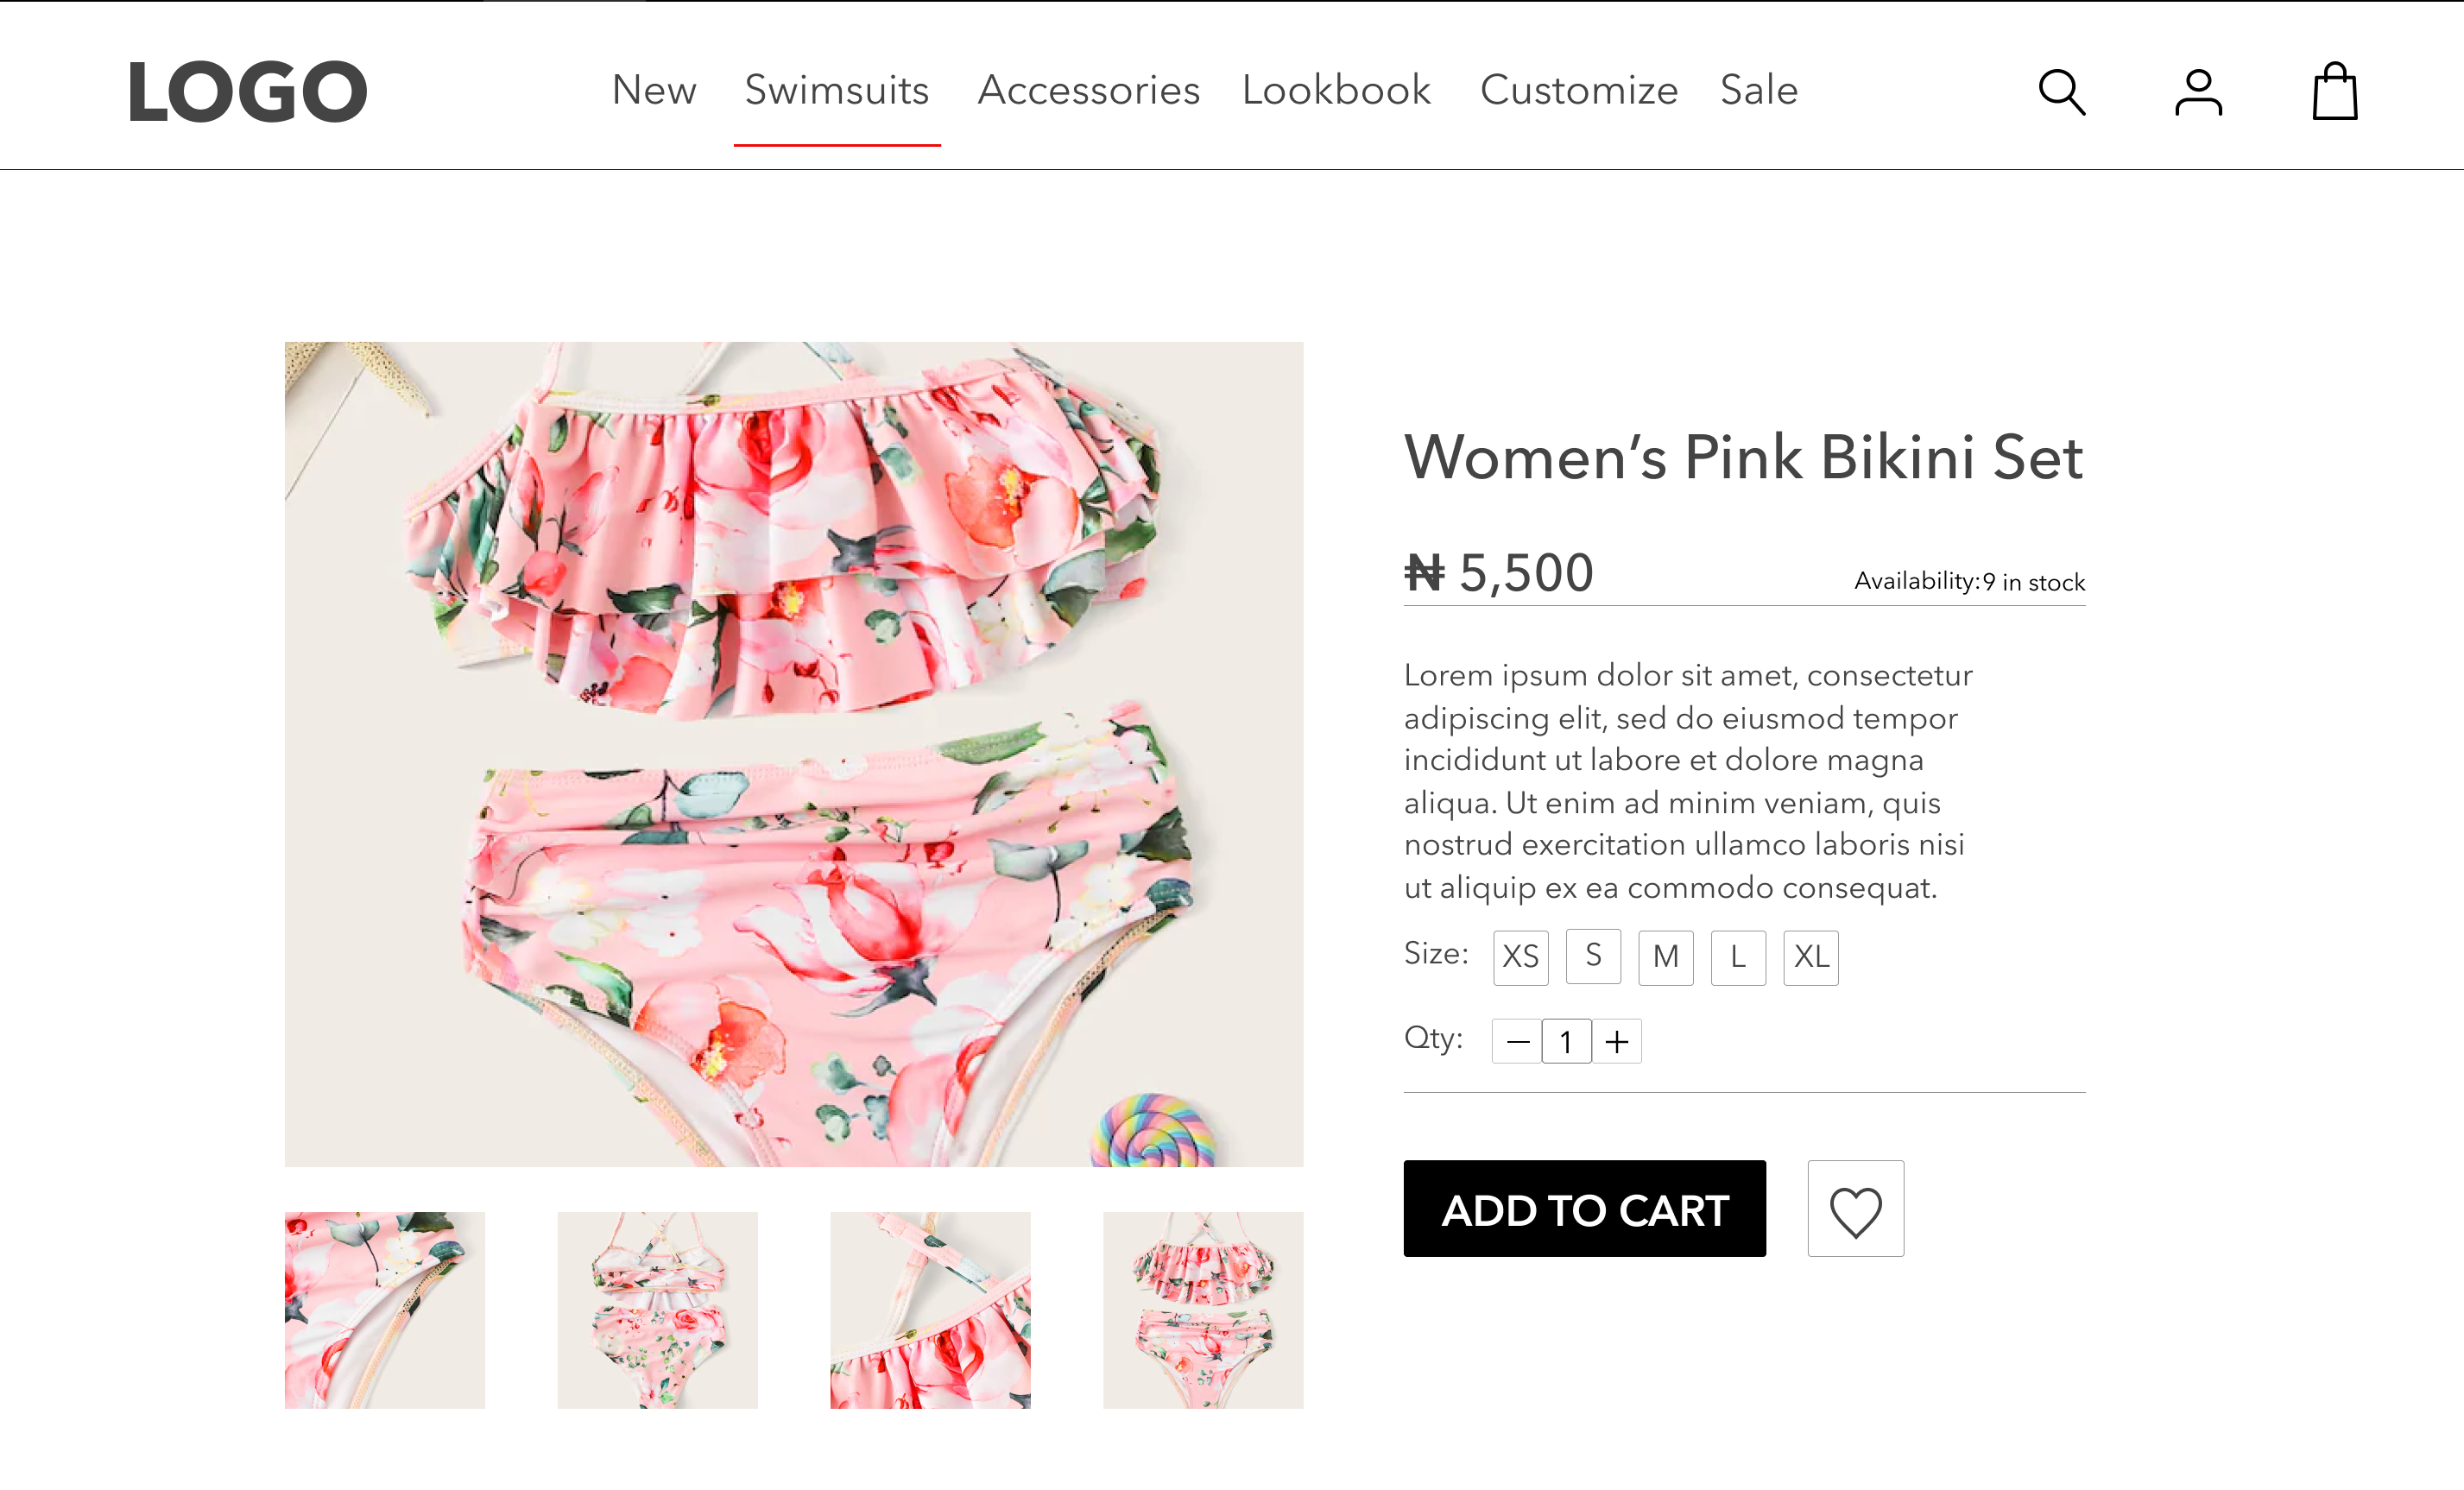 LOGO
New Swimsuits Accessories Lookbook Customize Sale
Women’s Pink Bikini Set
₦ 5,500
Availability: 9 in stock
Lorem ipsum dolor sit amet, consectetur
adipiscing elit, sed do eiusmod tempor
incididunt ut labore et dolore magna
aliqua. Ut enim ad minim veniam, quis
nostrud exercitation ullamco laboris nisi
ut aliquip ex ea commodo consequat.
Size: XS S M L XL
Qty: − 1 +
ADD TO CART